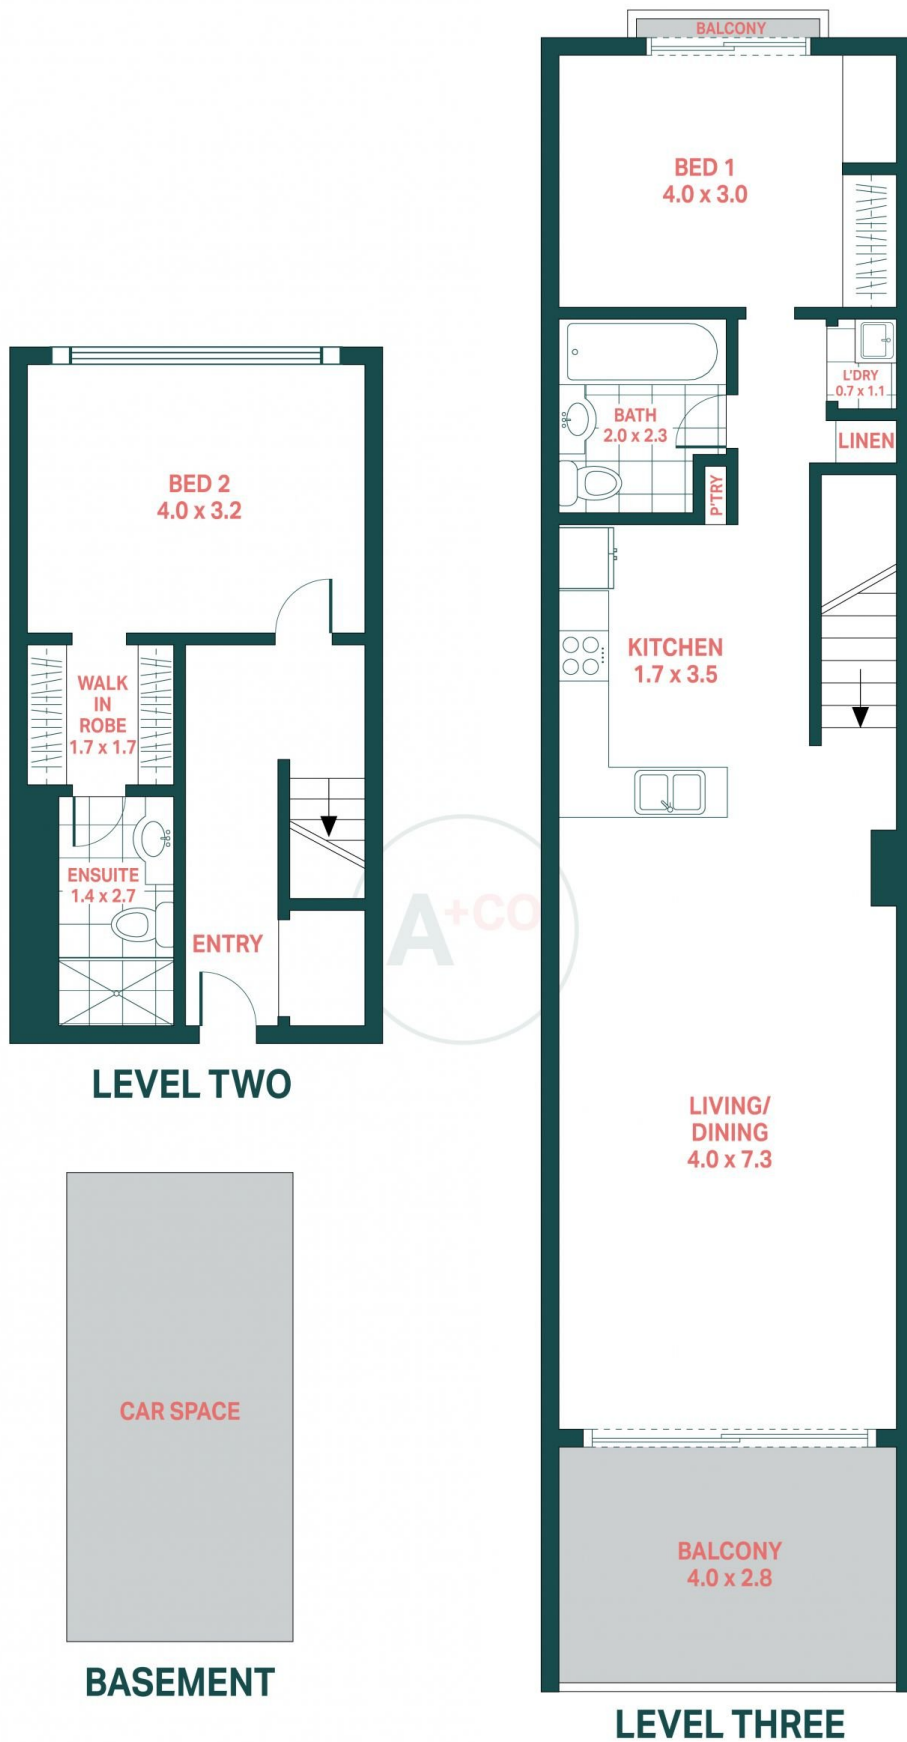 BALCONY
BED 1
4.0 x 3.0
L'DRY
0.7 x 1.1
BATH
2.0 x 2.3
LINEN
P'TRY
KITCHEN
1.7 x 3.5
LIVING/
DINING
4.0 x 7.3
BALCONY
4.0 x 2.8
LEVEL THREE
BED 2
4.0 x 3.2
WALK
IN
ROBE
1.7 x 1.7
ENSUITE
1.4 x 2.7
ENTRY
LEVEL TWO
A+CO
CAR SPACE
BASEMENT